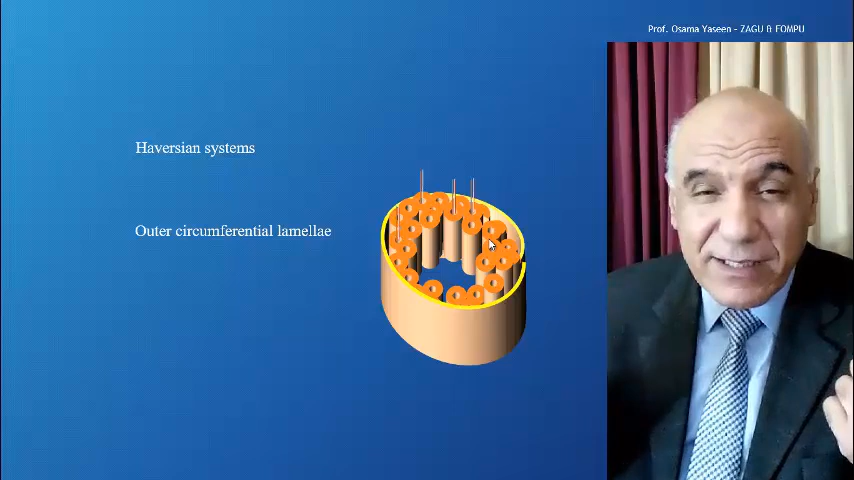 Prof. Osama Yaseen - ZAGU & FOMPU
Haversian systems
Outer circumferential lamellae